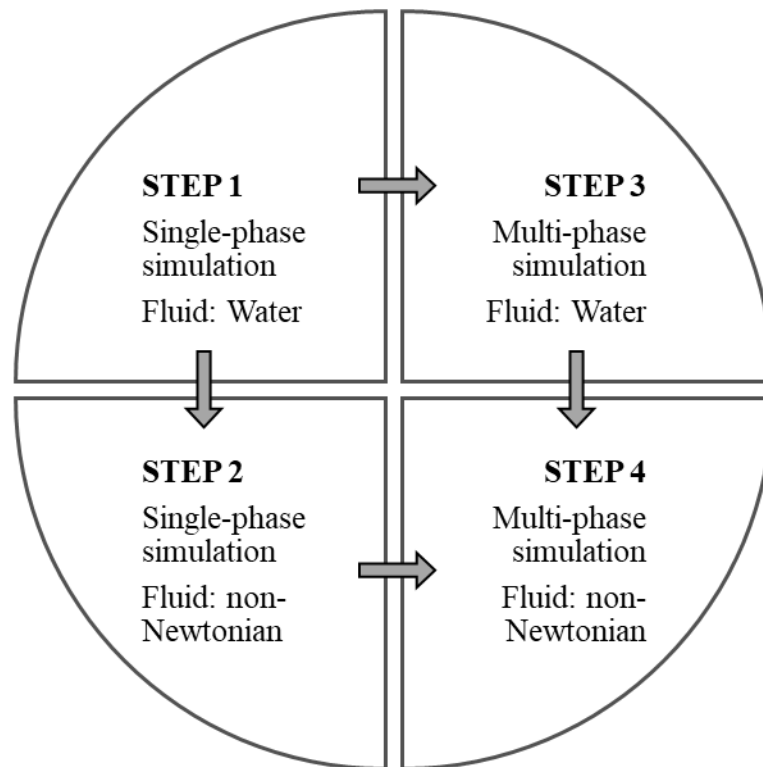 STEP 1
Single-phase
simulation
Fluid: Water
STEP 3
Multi-phase
simulation
Fluid: Water
STEP 2
Single-phase
simulation
Fluid: non-
Newtonian
STEP 4
Multi-phase
simulation
Fluid: non-
Newtonian